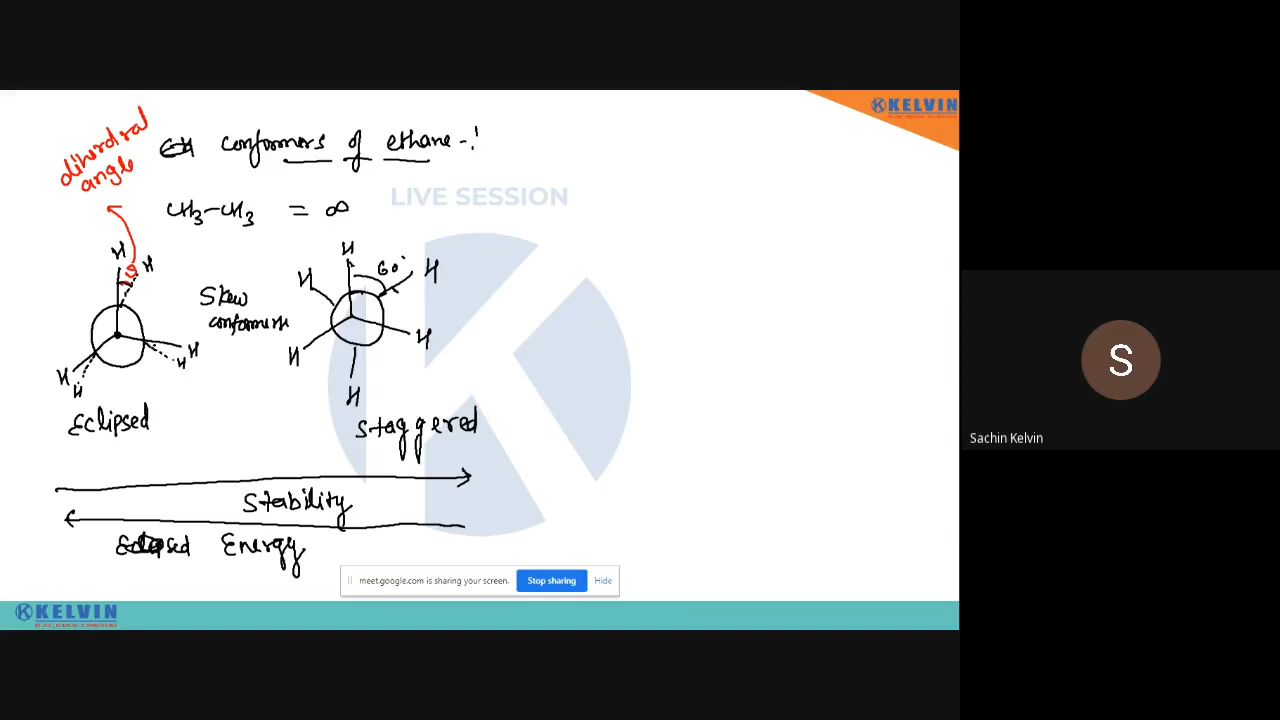 KELVIN
dihedral
angle
conformers of ethane -:
LIVE SESSION
CH3-CH3 = ∞
H
H
H
H
H
H
Eclipsed
Skew
conformers
H
60°
H
H
H
H
H
Staggered
Stability
Energy
meet.google.com is sharing your screen.
Stop sharing
Hide
KELVIN
S
Sachin Kelvin